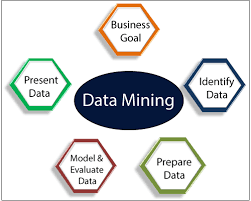 Business
Goal
Present
Data
Identify
Data
Data Mining
Model &
Evaluate
Data
Prepare
Data